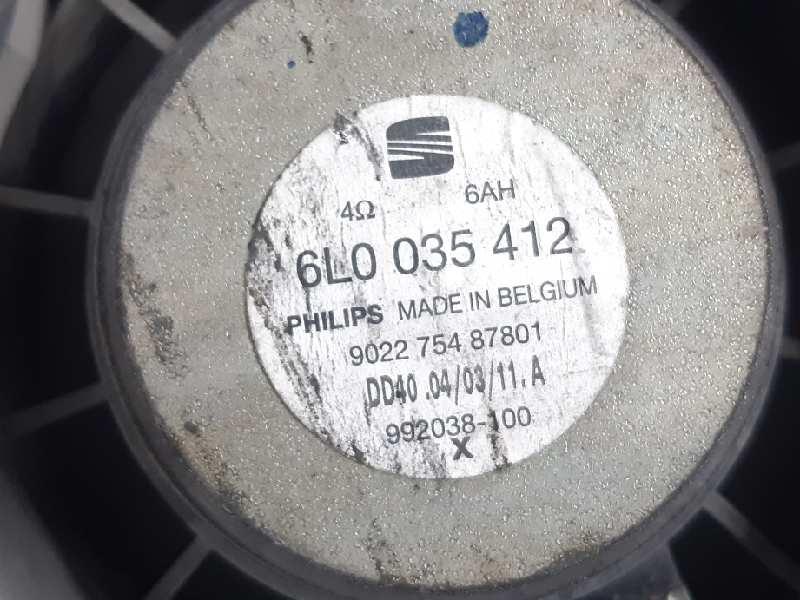 4Ω 6AH
6L0 035 412
PHILIPS MADE IN BELGIUM
9022 754 87801
DD40 .04/03/11.A
992038-100
X